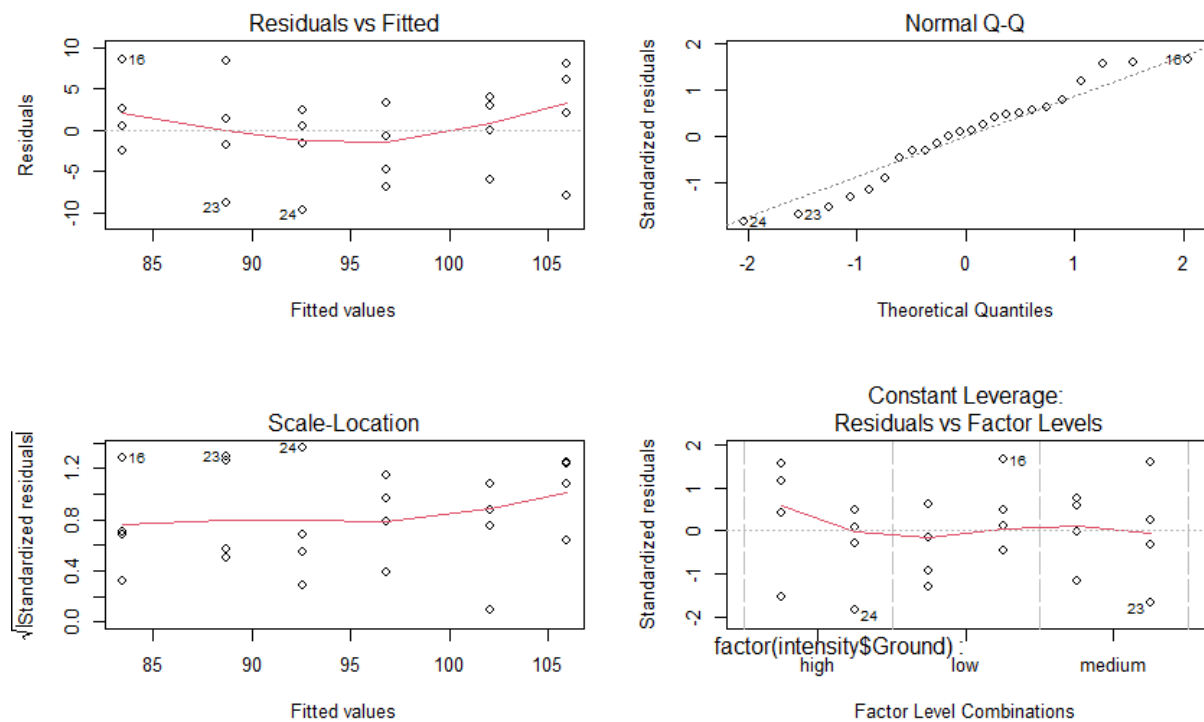 Residuals vs Fitted
Residuals
10
5
0
-5
-10
16
23
24
85 90 95 100 105
Fitted values
Normal Q-Q
Standardized residuals
2
1
0
-1
24
23
16
-2 -1 0 1 2
Theoretical Quantiles
Scale-Location
√|Standardized residuals|
1.2
0.8
0.4
0.0
16
23
24
85 90 95 100 105
Fitted values
Constant Leverage:
Residuals vs Factor Levels
Standardized residuals
2
1
0
-1
-2
16
24
23
factor(intensity$Ground) :
high low medium
Factor Level Combinations